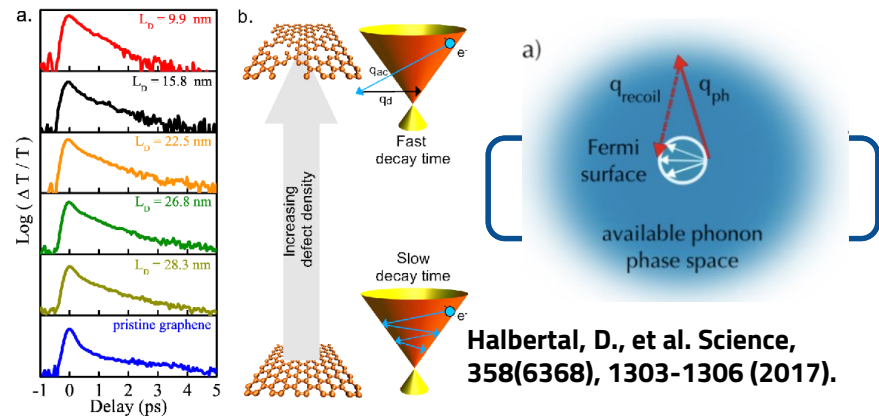 a.
L_D = 9.9 nm
L_D = 15.8 nm
L_D = 22.5 nm
L_D = 26.8 nm
L_D = 28.3 nm
pristine graphene
Log ( Δ T / T )
-1 0 1 2 3 4 5
Delay (ps)
b.
Increasing
defect density
q_ac
q_d
e⁻
Fast
decay time
Slow
decay time
e⁻
a)
q_recoil
q_ph
Fermi
surface
available phonon
phase space
Halbertal, D., et al. Science,
358(6368), 1303-1306 (2017).